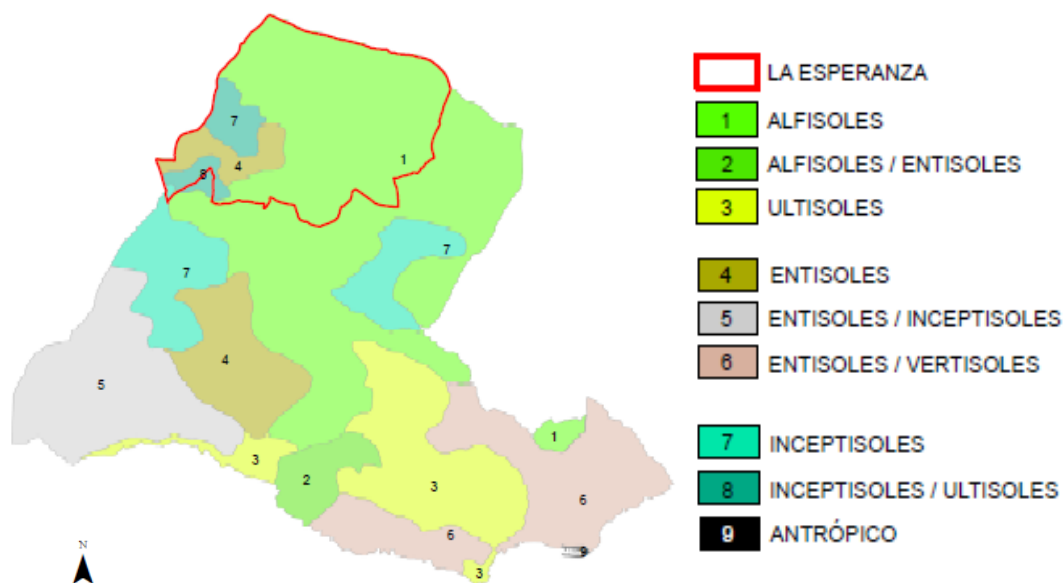 LA ESPERANZA
1 ALFISOLES
2 ALFISOLES / ENTISOLES
3 ULTISOLES
4 ENTISOLES
5 ENTISOLES / INCEPTISOLES
6 ENTISOLES / VERTISOLES
7 INCEPTISOLES
8 INCEPTISOLES / ULTISOLES
9 ANTRÓPICO
7
1
4
8
7
7
4
5
1
3
2
3
6
6
9
3
N